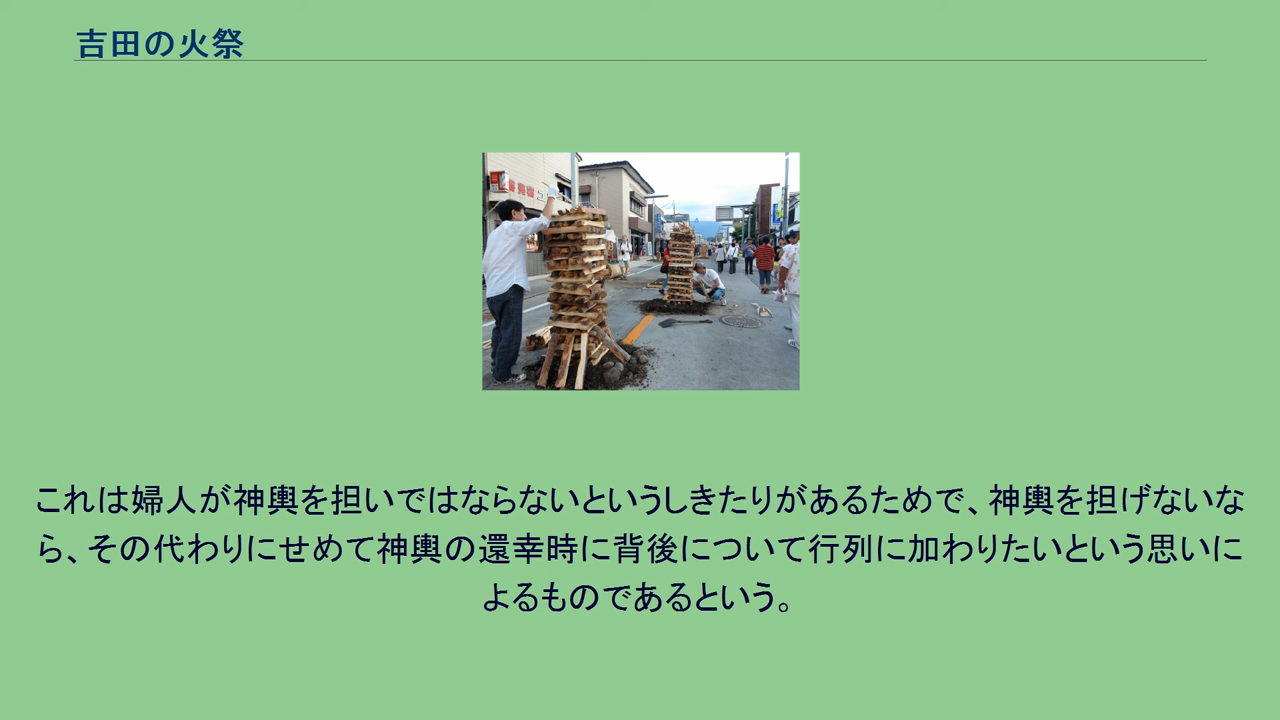 吉田の火祭
これは婦人が神輿を担いではならないというしきたりがあるためで、神輿を担げないな
ら、その代わりにせめて神輿の還幸時に背後について行列に加わりたいという思いに
よるものであるという。